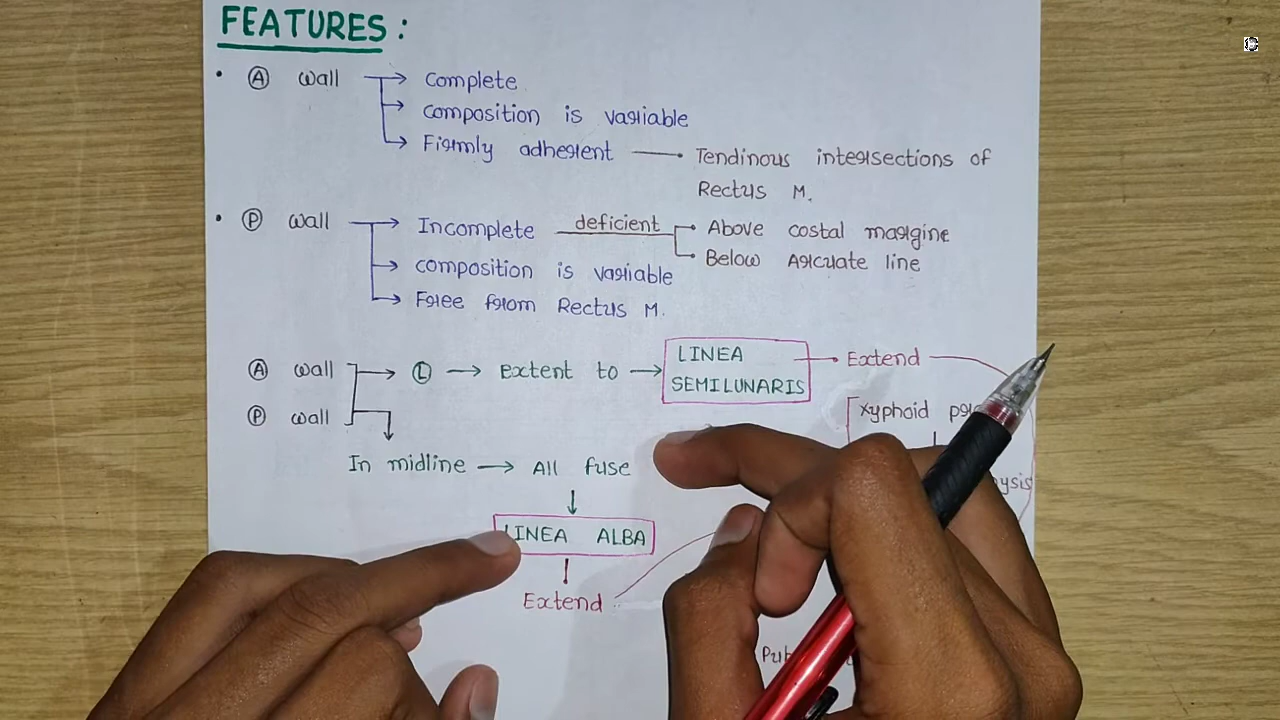 FEATURES :
• Ⓐ wall → Complete
→ composition is variable
→ Firmly adherent — Tendinous intersections of
Rectus M.
• Ⓟ wall → Incomplete deficient Above costal margine
Below Arcuate line
→ composition is variable
→ Free from Rectus M.
Ⓐ wall → Ⓛ → Extent to → LINEA SEMILUNARIS → Extend
Ⓟ wall
Xyphoid
In midline → All fuse
LINEA ALBA
Extend